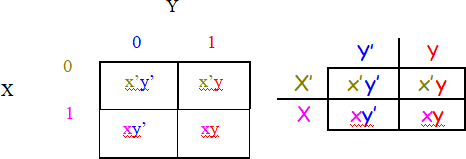 Y
0 1
0 x’y’ x’y
X
1 xy’ xy
y' y
X' x'y' x'y
X xy' xy